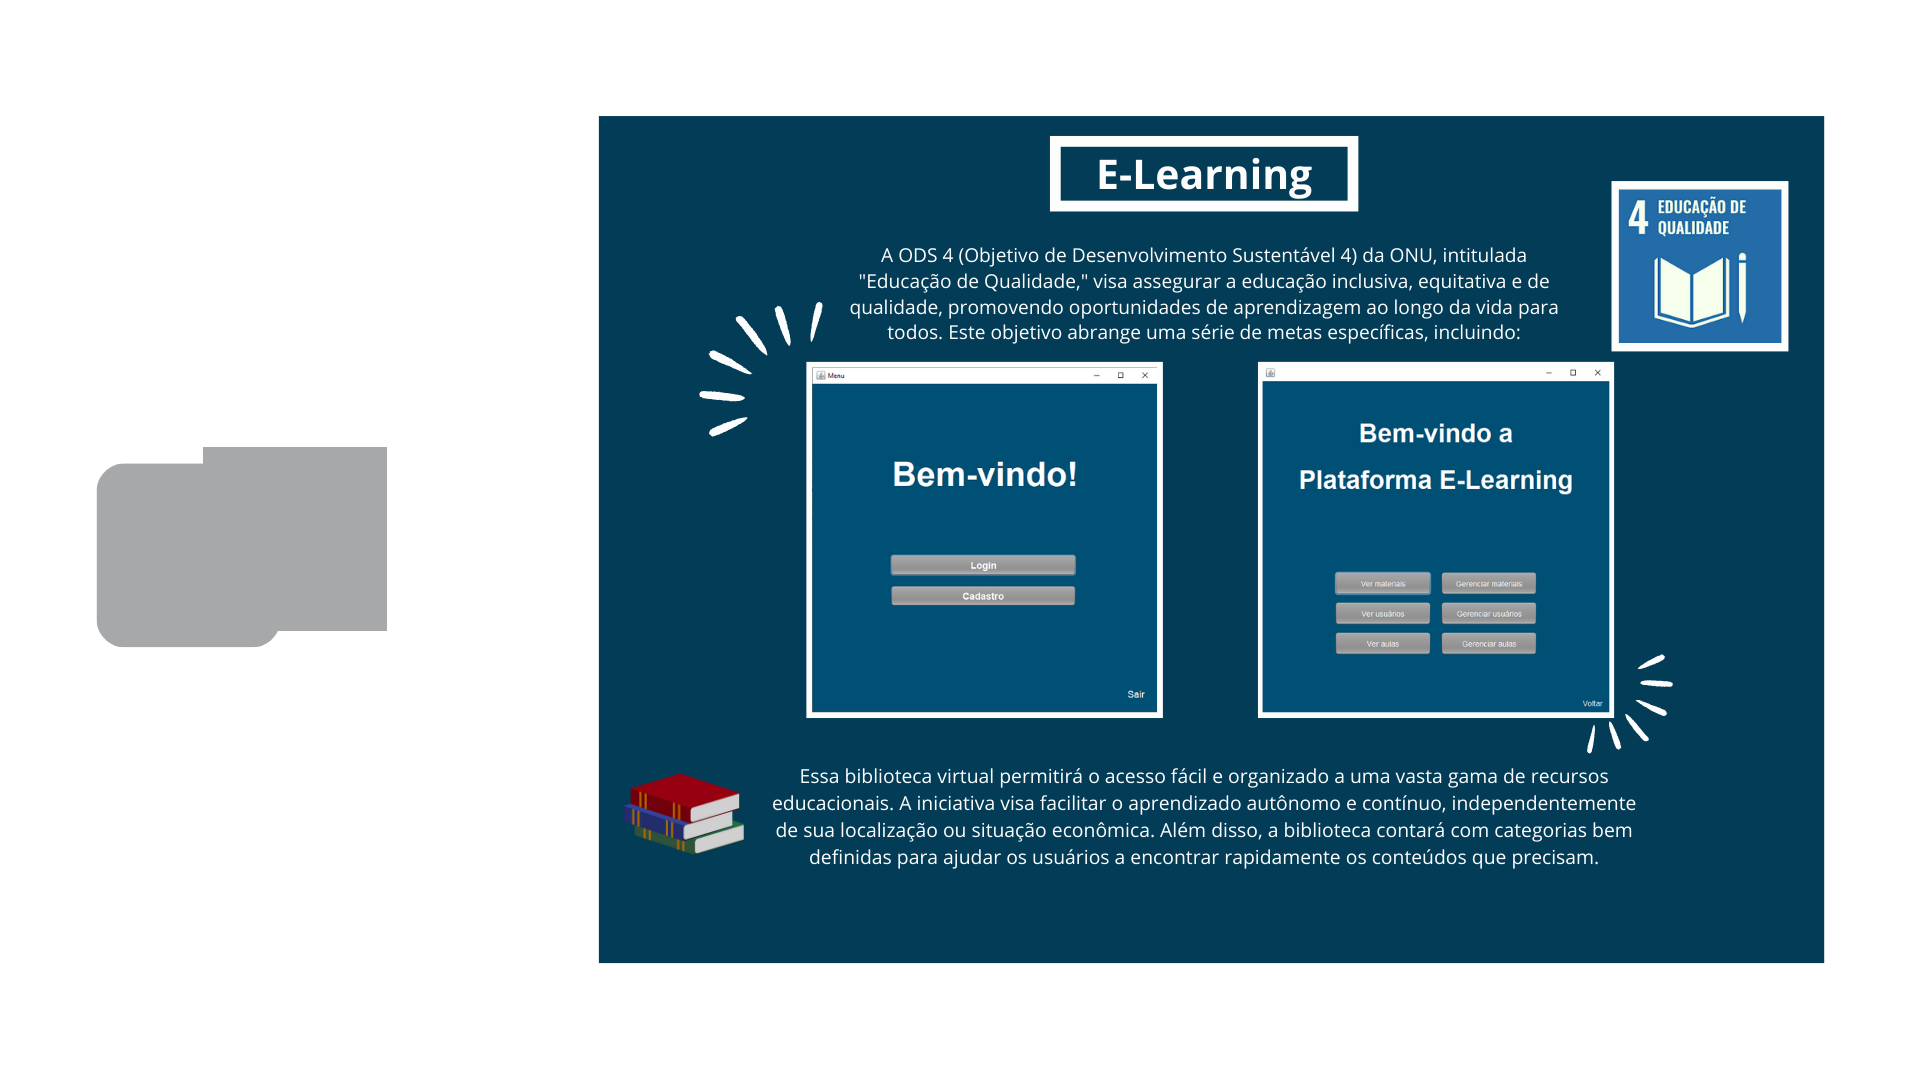 E-Learning
4 EDUCAÇÃO DE
QUALIDADE
A ODS 4 (Objetivo de Desenvolvimento Sustentável 4) da ONU, intitulada
"Educação de Qualidade," visa assegurar a educação inclusiva, equitativa e de
qualidade, promovendo oportunidades de aprendizagem ao longo da vida para
todos. Este objetivo abrange uma série de metas específicas, incluindo:
Menu
Bem-vindo!
Login
Cadastro
Sair
Bem-vindo a
Plataforma E-Learning
Ver materiais
Gerenciar materiais
Ver usuários
Gerenciar usuários
Ver aulas
Gerenciar aulas
Voltar
Essa biblioteca virtual permitirá o acesso fácil e organizado a uma vasta gama de recursos
educacionais. A iniciativa visa facilitar o aprendizado autônomo e contínuo, independentemente
de sua localização ou situação econômica. Além disso, a biblioteca contará com categorias bem
definidas para ajudar os usuários a encontrar rapidamente os conteúdos que precisam.